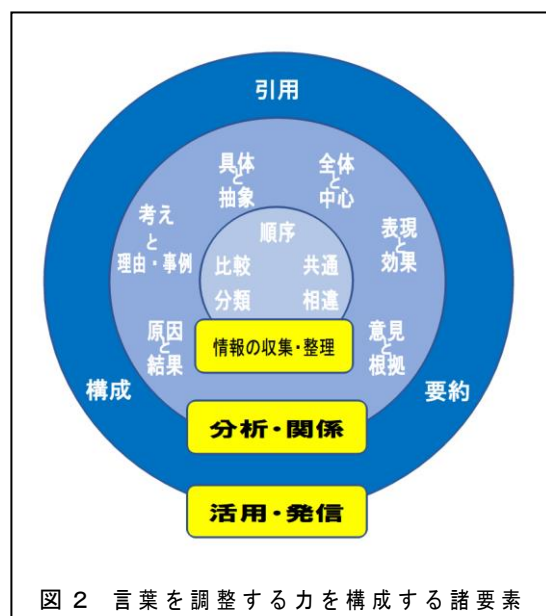 引用
具体
と
抽象
全体
と
中心
考え
と
理由・事例
表現
と
効果
順序
比較 共通
分類 相違
原因
と
結果
情報の収集・整理
意見
と
根拠
構成
要約
分析・関係
活用・発信
図2 言葉を調整する力を構成する諸要素